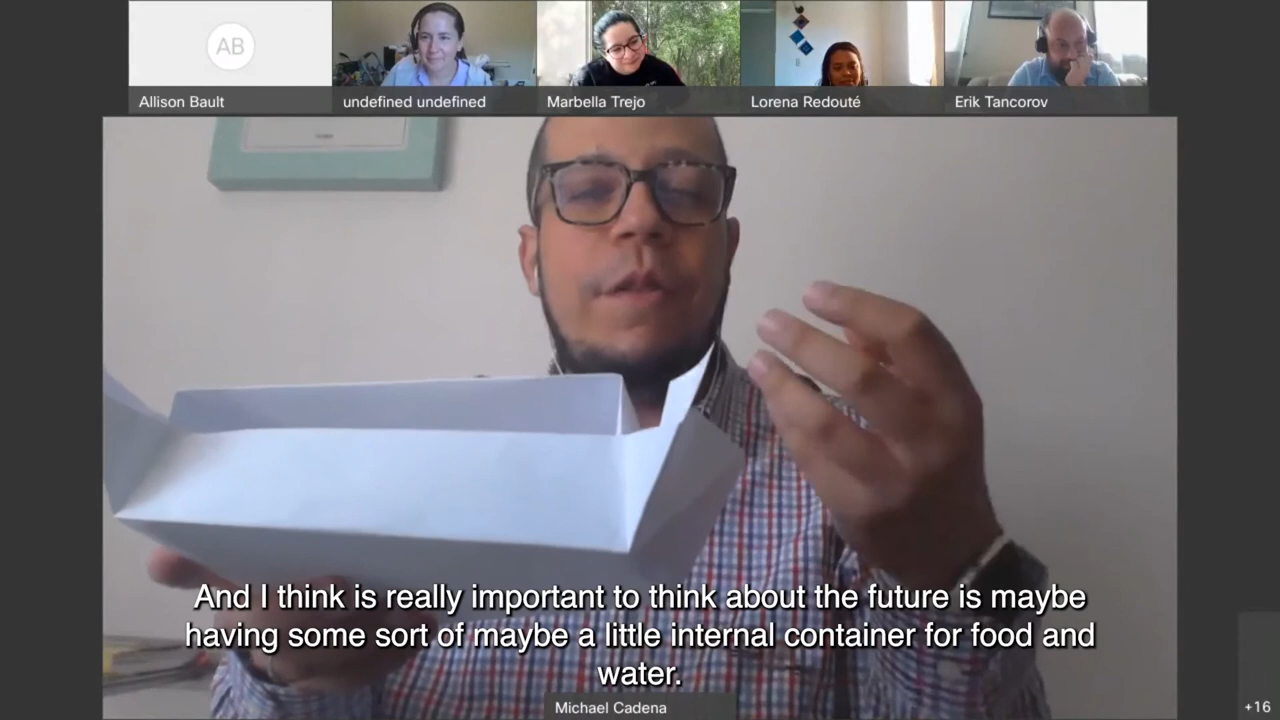 AB
Allison Bault
undefined undefined
Marbella Trejo
Lorena Redouté
Erik Tancorov
And I think is really important to think about the future is maybe
having some sort of maybe a little internal container for food and
water.
Michael Cadena
+16